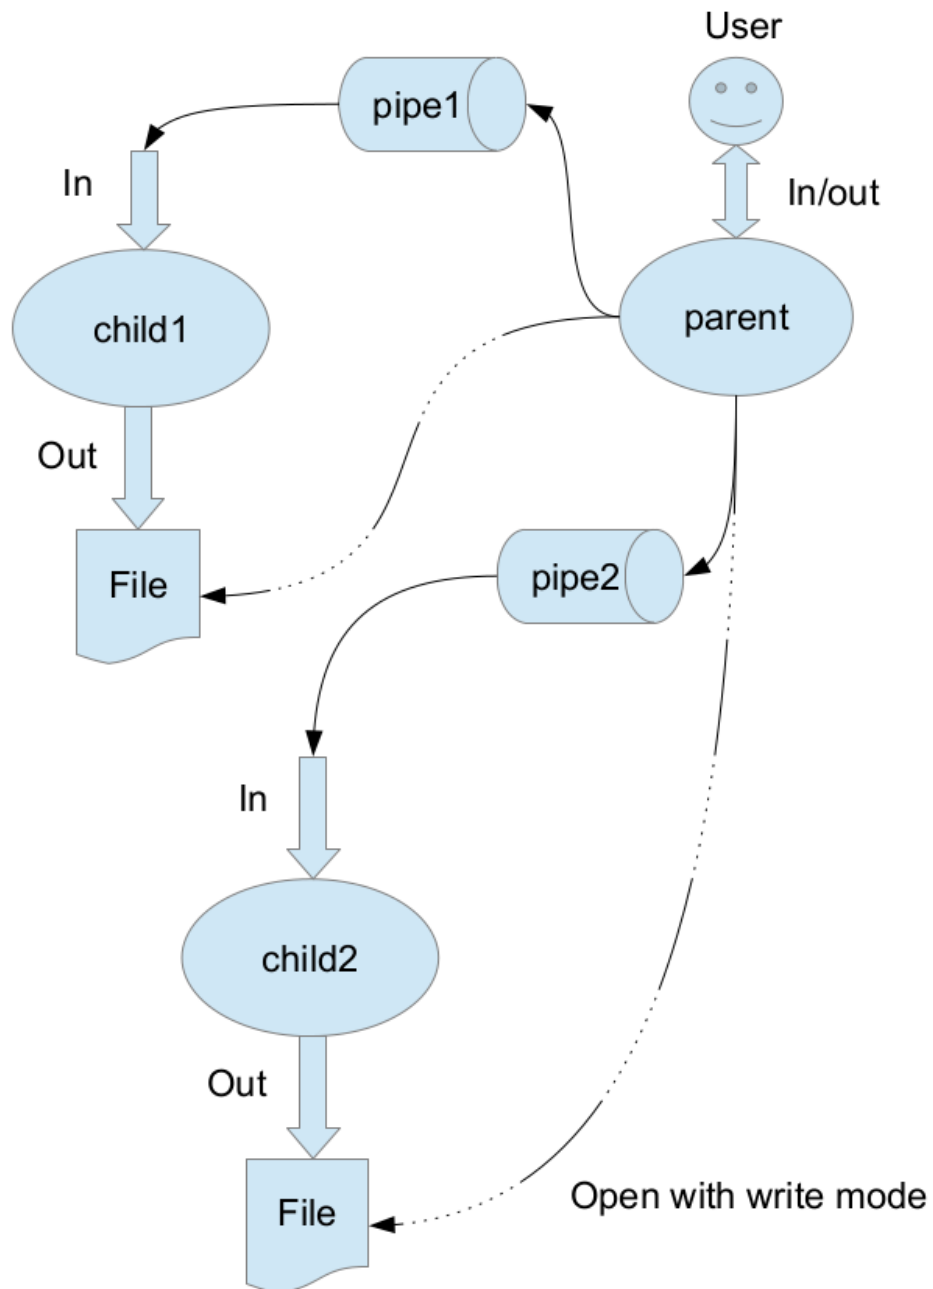 User
pipe1
In
In/out
child1
parent
Out
File
pipe2
In
child2
Out
File
Open with write mode